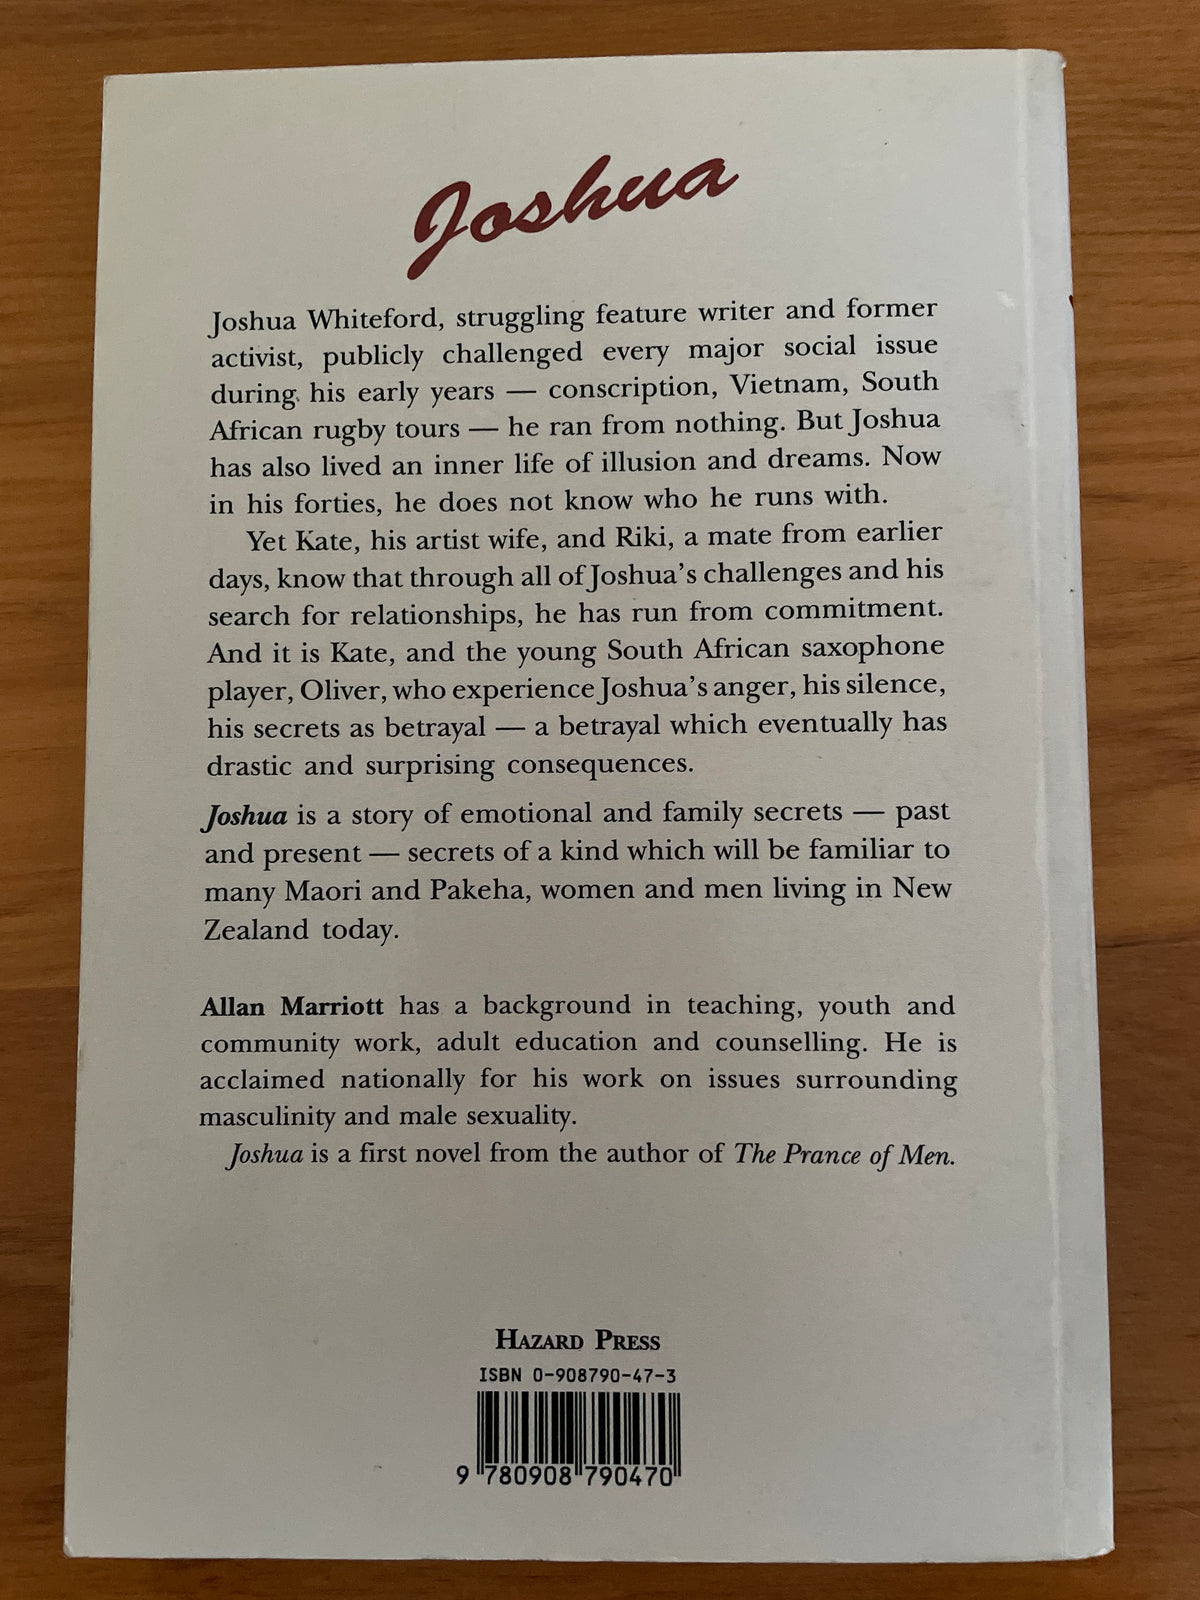 Joshua
Joshua Whiteford, struggling feature writer and former
activist, publicly challenged every major social issue
during his early years — conscription, Vietnam, South
African rugby tours — he ran from nothing. But Joshua
has also lived an inner life of illusion and dreams. Now
in his forties, he does not know who he runs with.
Yet Kate, his artist wife, and Riki, a mate from earlier
days, know that through all of Joshua's challenges and his
search for relationships, he has run from commitment.
And it is Kate, and the young South African saxophone
player, Oliver, who experience Joshua's anger, his silence,
his secrets as betrayal — a betrayal which eventually has
drastic and surprising consequences.
Joshua is a story of emotional and family secrets — past
and present — secrets of a kind which will be familiar to
many Maori and Pakeha, women and men living in New
Zealand today.
Allan Marriott has a background in teaching, youth and
community work, adult education and counselling. He is
acclaimed nationally for his work on issues surrounding
masculinity and male sexuality.
Joshua is a first novel from the author of The Prance of Men.
HAZARD PRESS
ISBN 0-908790-47-3
9 780908 790470